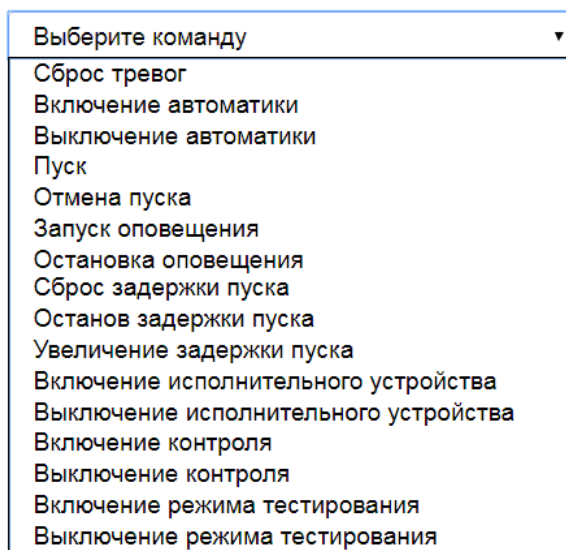 Выберите команду
Сброс тревог
Включение автоматики
Выключение автоматики
Пуск
Отмена пуска
Запуск оповещения
Остановка оповещения
Сброс задержки пуска
Останов задержки пуска
Увеличение задержки пуска
Включение исполнительного устройства
Выключение исполнительного устройства
Включение контроля
Выключение контроля
Включение режима тестирования
Выключение режима тестирования